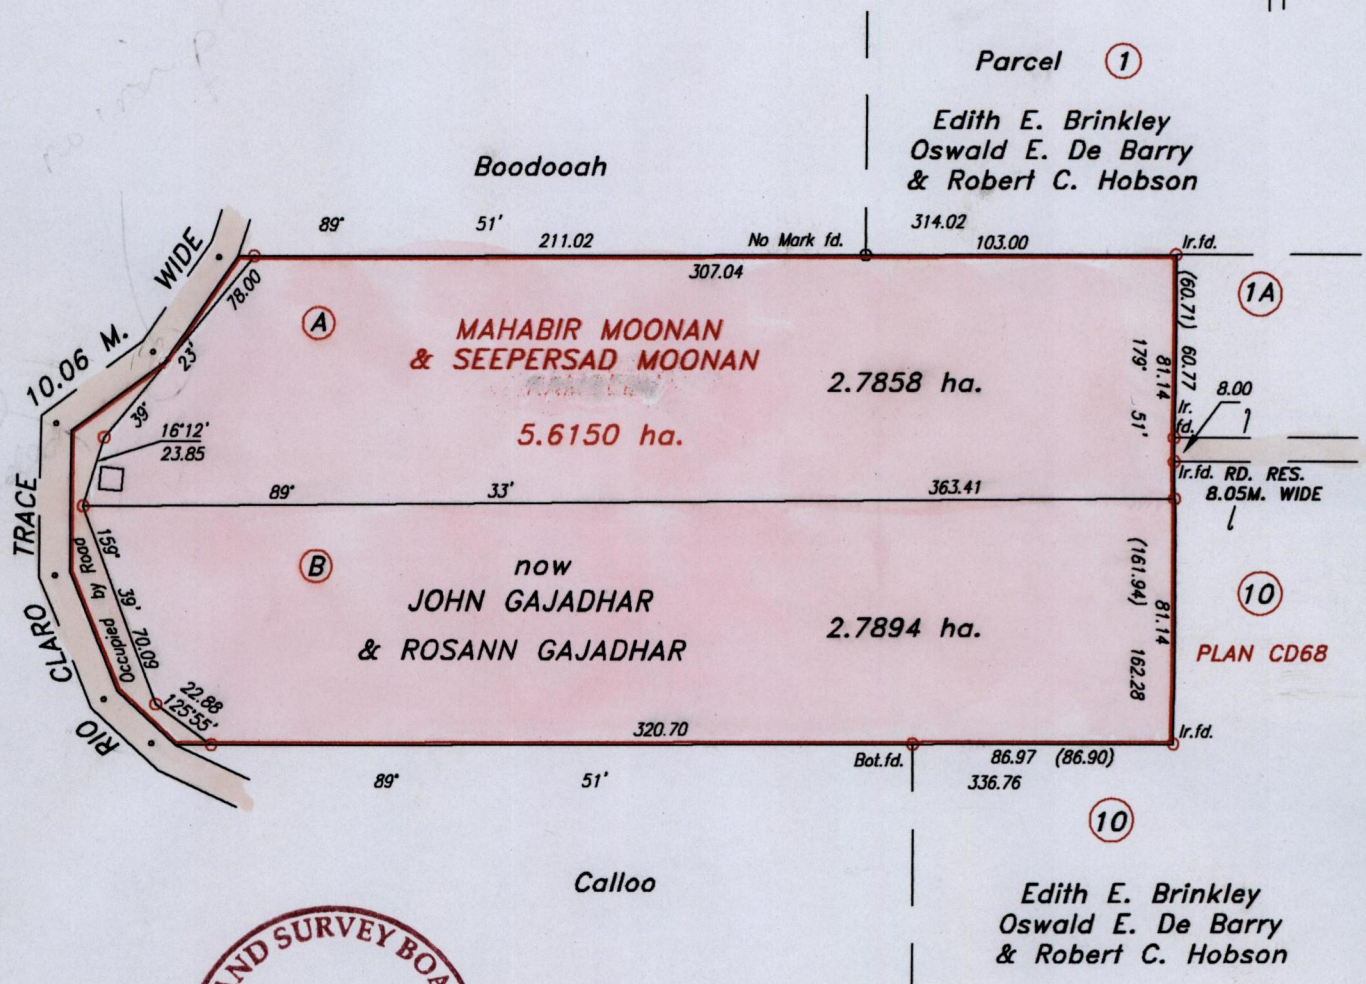 Parcel 1
Edith E. Brinkley
Oswald E. De Barry
& Robert C. Hobson
Boodooah
89° 51'
211.02
No Mark fd.
314.02
103.00
Ir.fd.
307.04
10.06 M. WIDE
78.00
23'
39°
A
MAHABIR MOONAN
& SEEPERSAD MOONAN
2.7858 ha.
5.6150 ha.
(60.71) 60.77
81.14
179° 51'
1A
8.00
Ir.
fd.
Ir.fd. RD. RES.
8.05M. WIDE
16°12'
23.85
89° 33' 363.41
RIO CLARO TRACE
Occupied by Road
159° 39'
60.07
22.88
125°55'
B
now
JOHN GAJADHAR
& ROSANN GAJADHAR
2.7894 ha.
(161.94)
81.14
162.28
10
PLAN CD68
320.70
Ir.fd.
Bot.fd.
86.97 (86.90)
336.76
89° 51'
10
Calloo
Edith E. Brinkley
Oswald E. De Barry
& Robert C. Hobson
AND SURVEY BOA